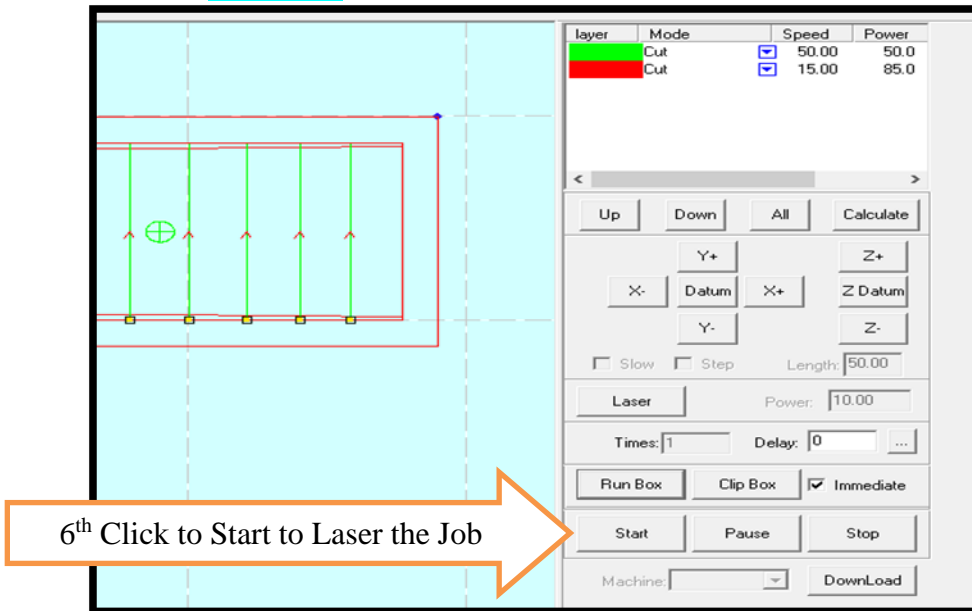 layer Mode Speed Power
Cut 50.00 50.0
Cut 15.00 85.0
< >
Up Down All Calculate
Y+ Z+
X- Datum X+ Z Datum
Y- Z-
Slow Step Length: 50.00
Laser Power: 10.00
Times: 1 Delay: 0 ...
Run Box Clip Box Immediate
6th Click to Start to Laser the Job
Start Pause Stop
Machine: DownLoad